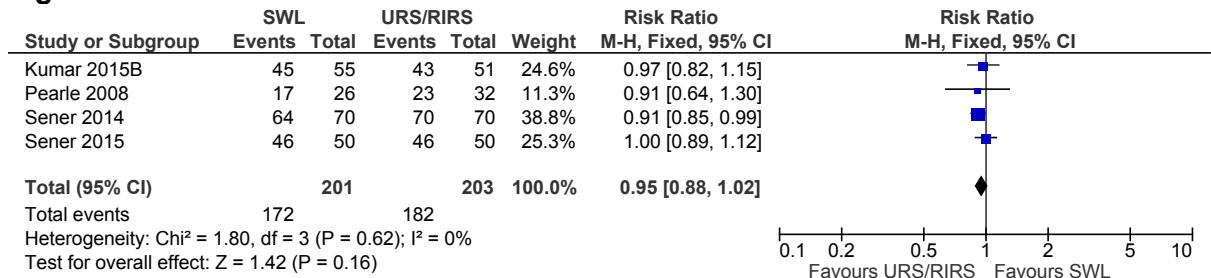 SWL URS/RIRS Risk Ratio Risk Ratio
Study or Subgroup Events Total Events Total Weight M-H, Fixed, 95% CI M-H, Fixed, 95% CI
Kumar 2015B 45 55 43 51 24.6% 0.97 [0.82, 1.15]
Pearle 2008 17 26 23 32 11.3% 0.91 [0.64, 1.30]
Sener 2014 64 70 70 70 38.8% 0.91 [0.85, 0.99]
Sener 2015 46 50 46 50 25.3% 1.00 [0.89, 1.12]
Total (95% CI) 201 203 100.0% 0.95 [0.88, 1.02]
Total events 172 182
Heterogeneity: Chi² = 1.80, df = 3 (P = 0.62); I² = 0%
Test for overall effect: Z = 1.42 (P = 0.16)
0.1 0.2 0.5 1 2 5 10
Favours URS/RIRS Favours SWL